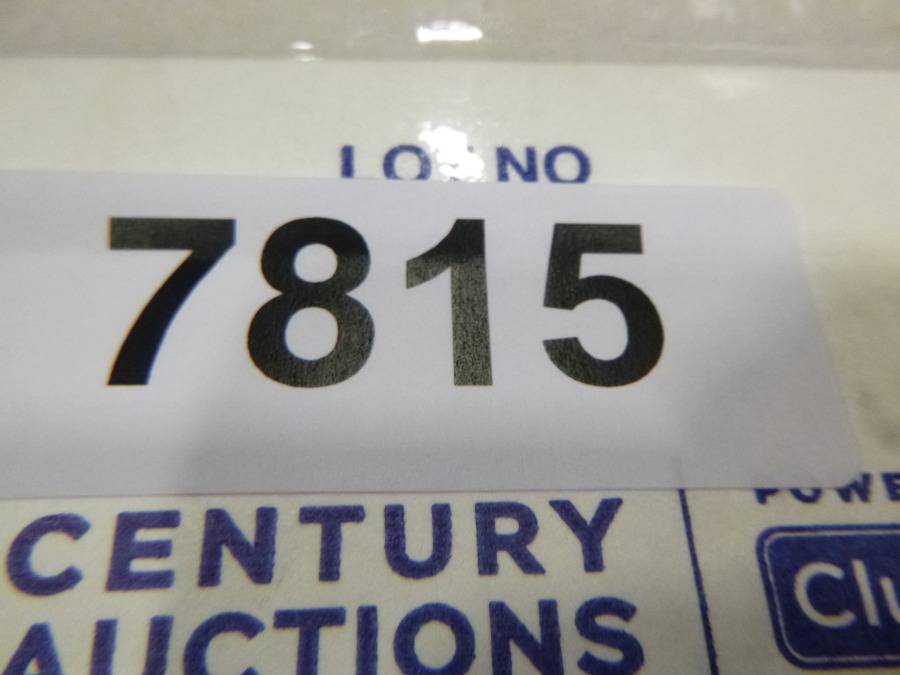 LOT NO
7815
CENTURY
AUCTIONS